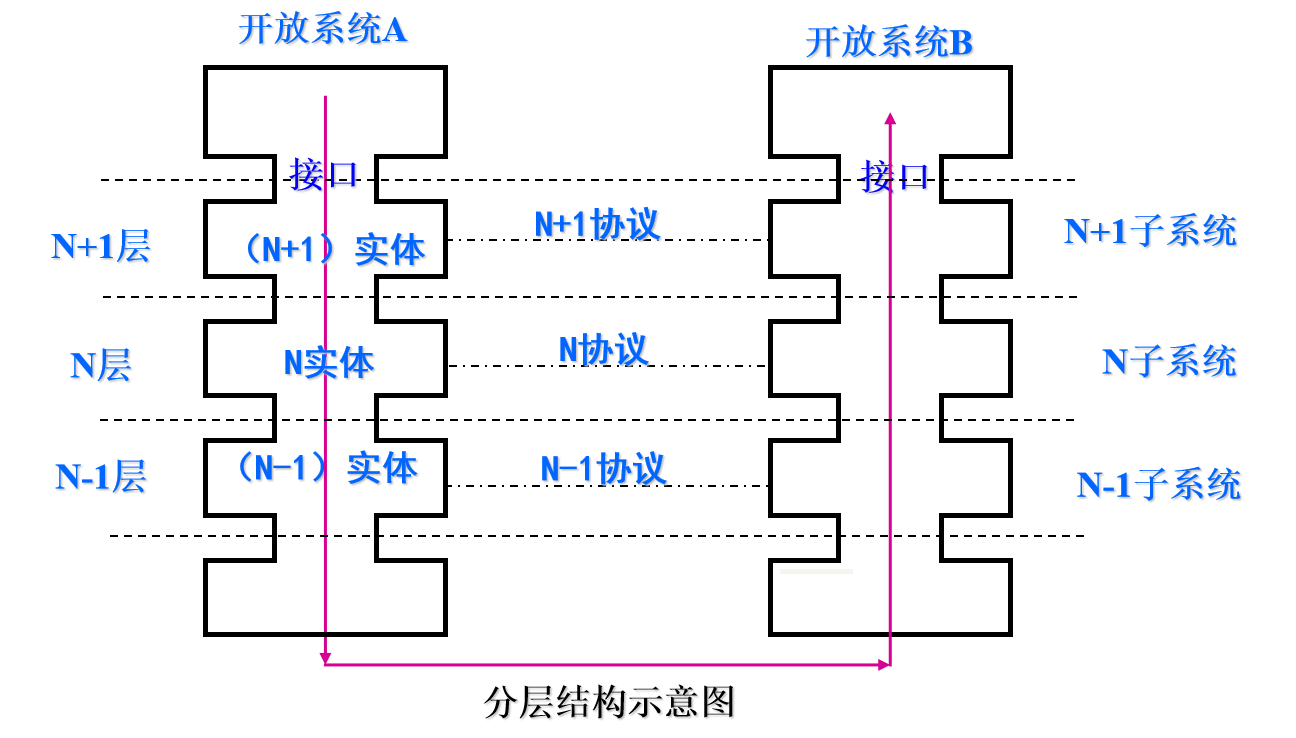 开放系统A
开放系统B
接口
接口
N+1层
(N+1)实体
N+1协议
N+1子系统
N层
N实体
N协议
N子系统
N-1层
(N-1)实体
N-1协议
N-1子系统
分层结构示意图